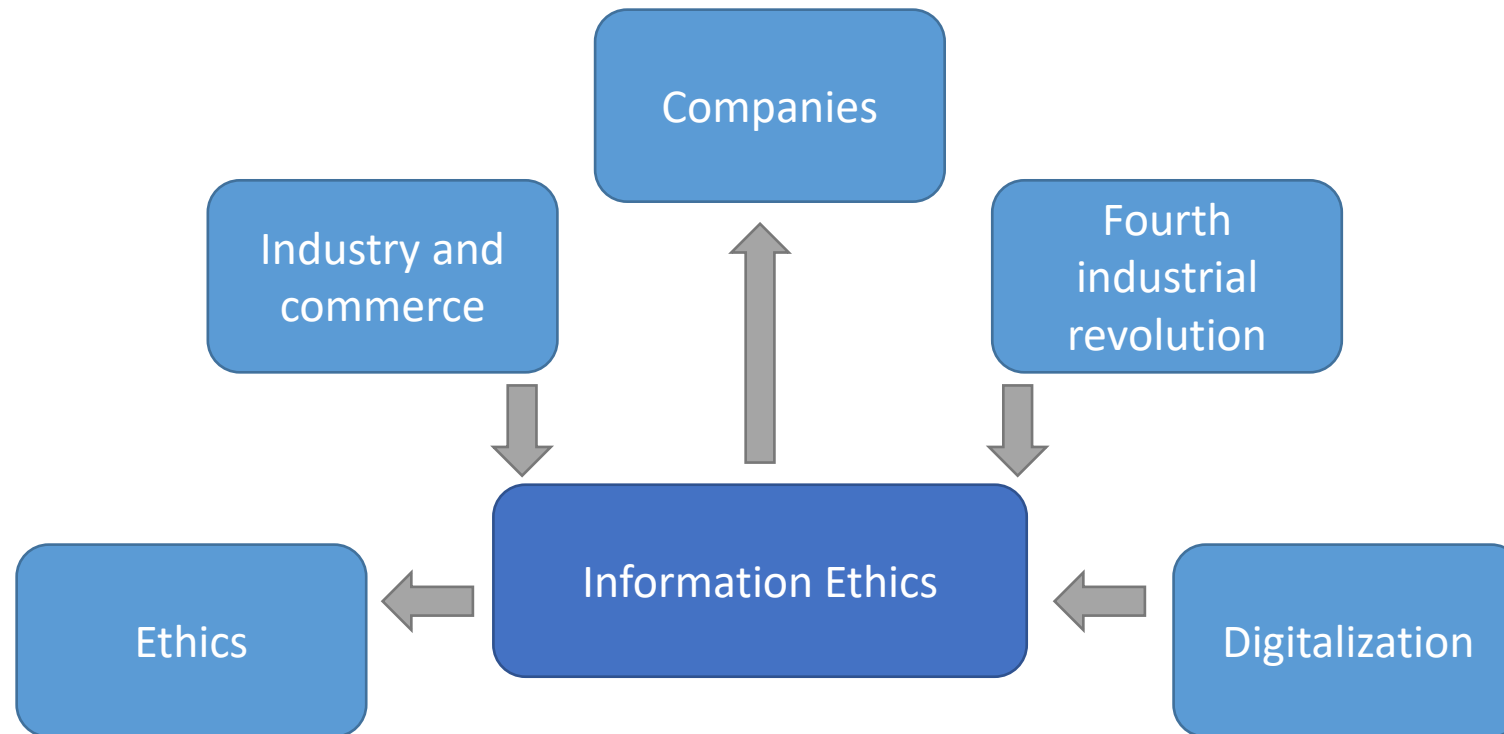 Companies
Industry and
commerce
Fourth
industrial
revolution
Information Ethics
Ethics
Digitalization